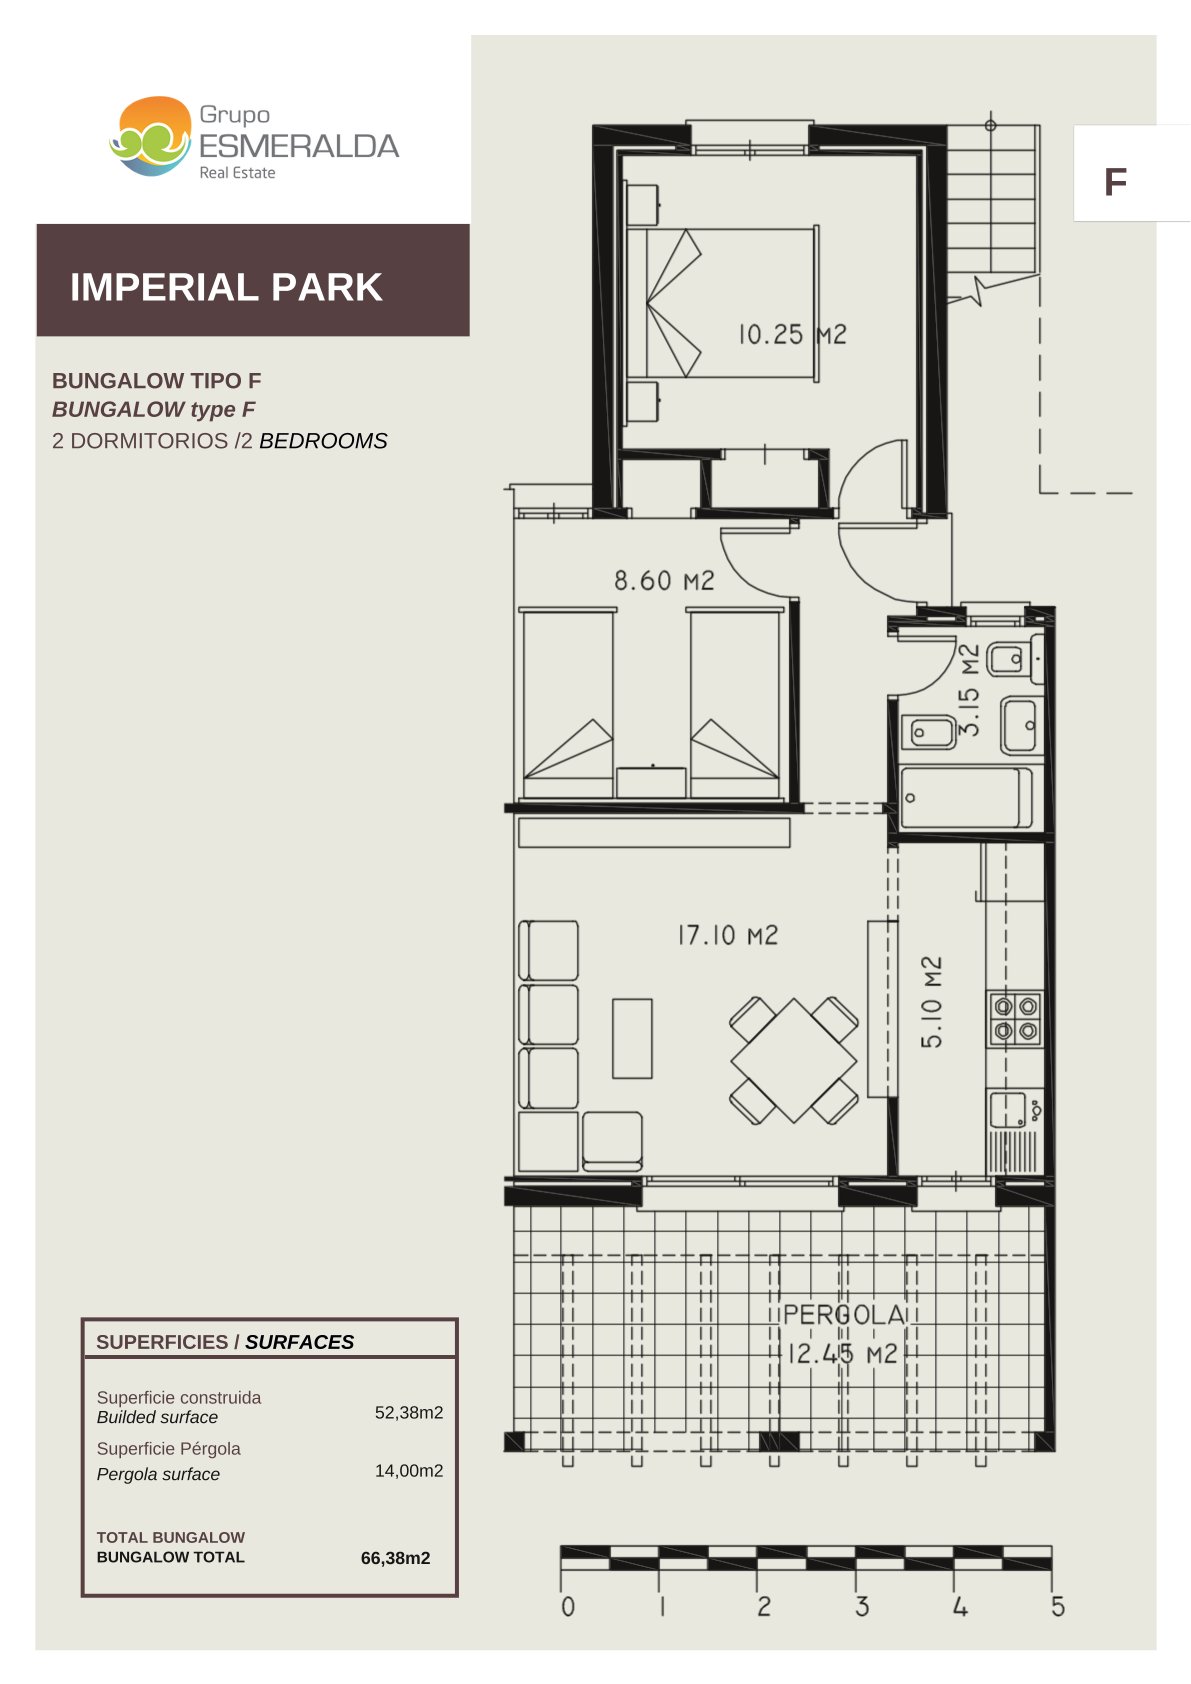 Grupo
ESMERALDA
Real Estate
F
IMPERIAL PARK
BUNGALOW TIPO F
BUNGALOW type F
2 DORMITORIOS /2 BEDROOMS
10.25 M2
8.60 M2
3.15 M2
17.10 M2
5.10 M2
PERGOLA
12.45 M2
SUPERFICIES / SURFACES
Superficie construida
Builded surface 52,38m2
Superficie Pérgola
Pergola surface 14,00m2
TOTAL BUNGALOW
BUNGALOW TOTAL 66,38m2
0 1 2 3 4 5